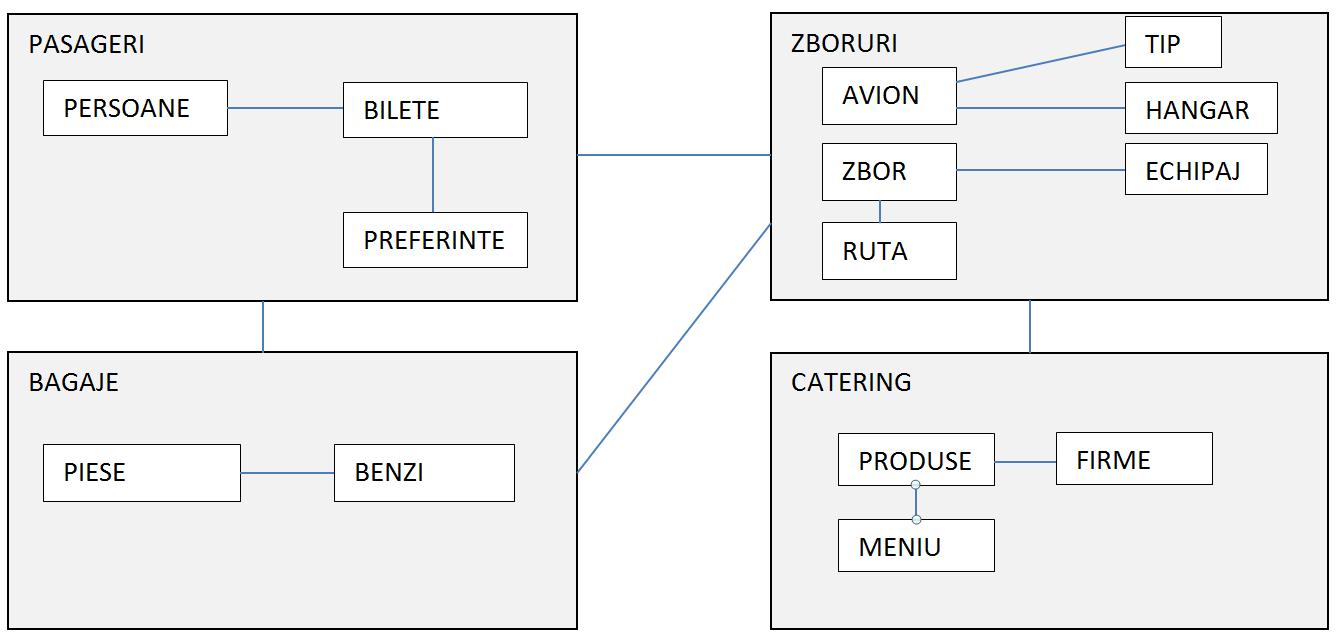 PASAGERI
PERSOANE
BILETE
PREFERINTE
ZBORURI
TIP
AVION
HANGAR
ZBOR
ECHIPAJ
RUTA
BAGAJE
PIESE
BENZI
CATERING
PRODUSE
FIRME
MENIU